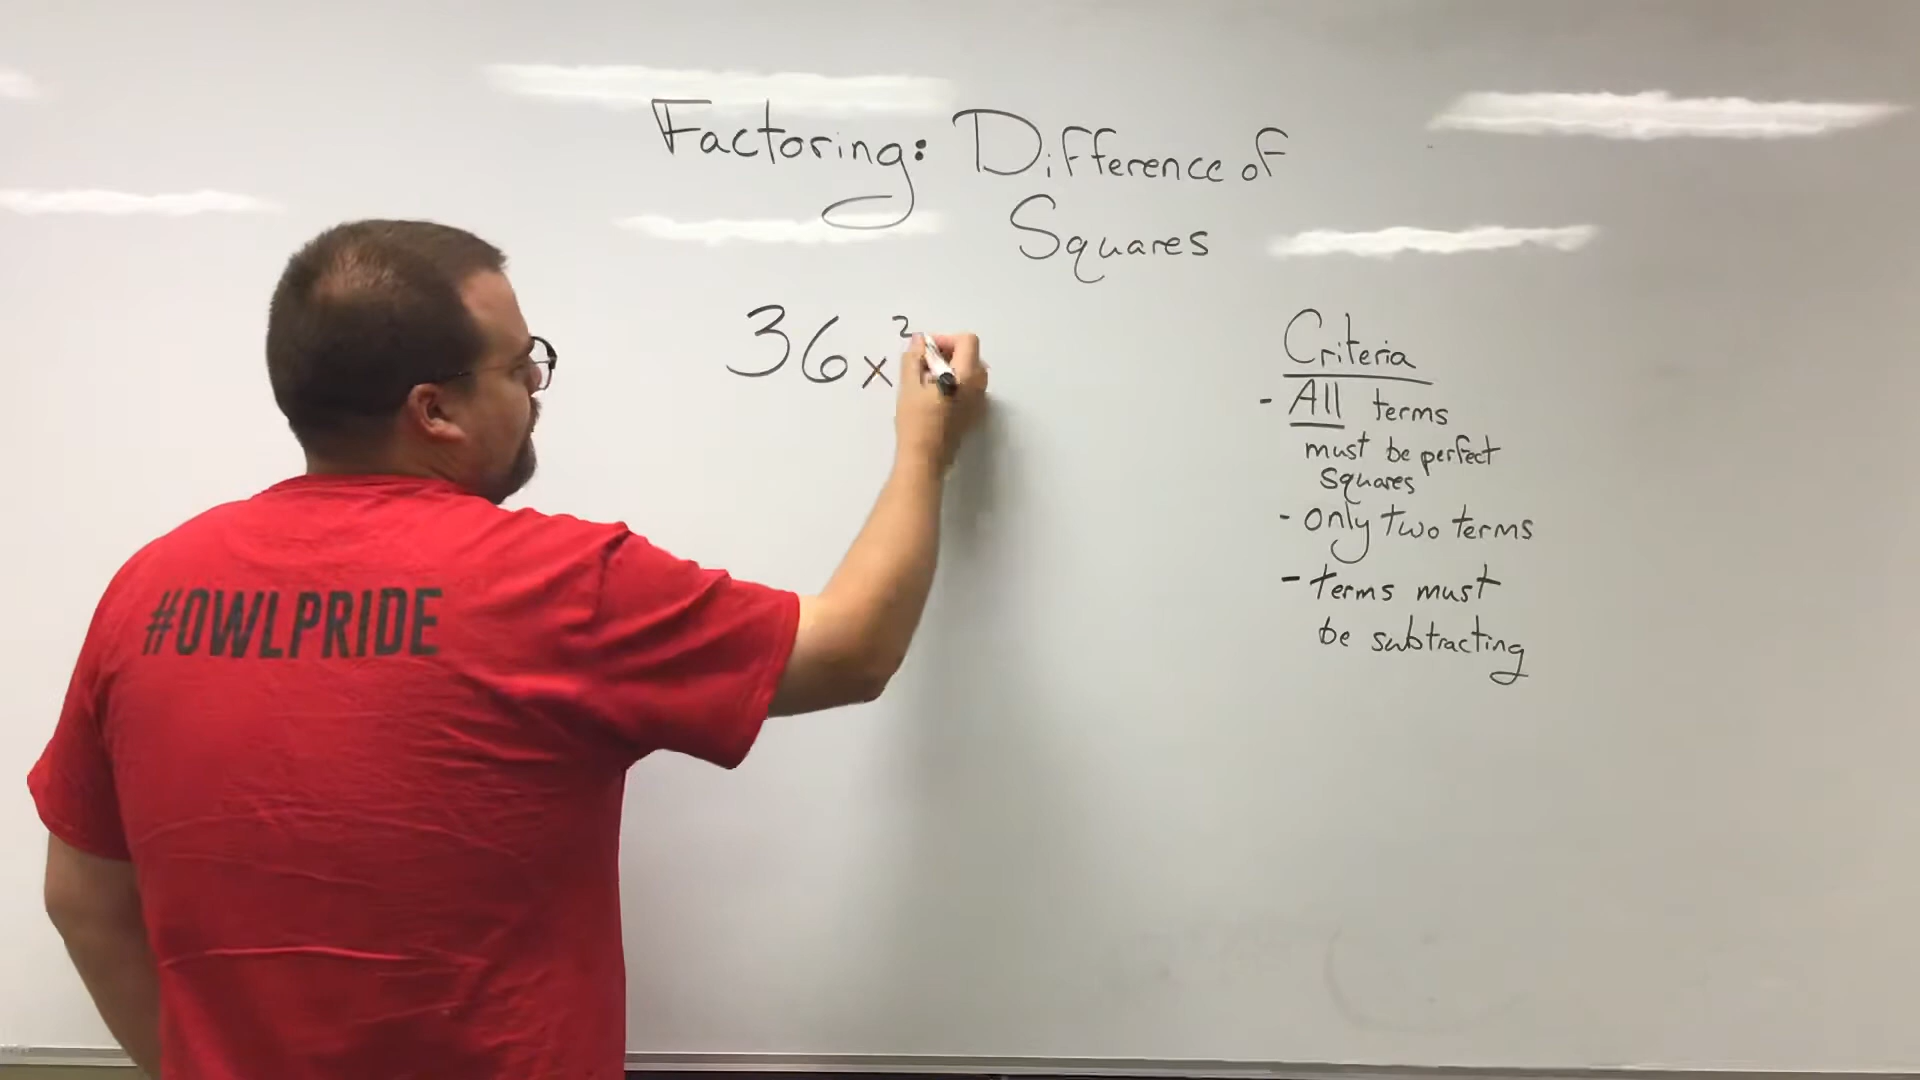 Factoring: Difference of
Squares
36x²
Criteria
- All terms
must be perfect
squares
- only two terms
- terms must
be subtracting
#OWLPRIDE